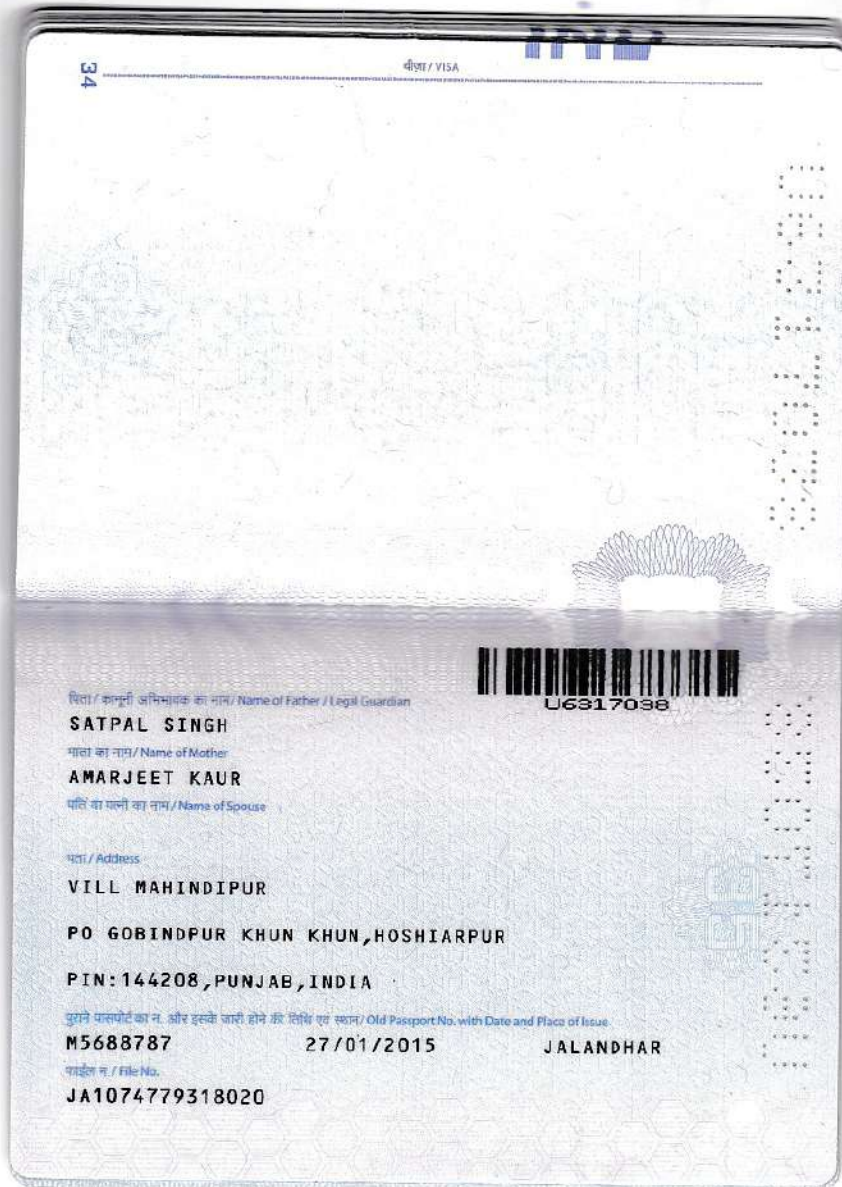 34
वीज़ा / VISA
U6317038
पिता / कानूनी अभिभावक का नाम / Name of Father / Legal Guardian
SATPAL SINGH
माता का नाम / Name of Mother
AMARJEET KAUR
पति या पत्नी का नाम / Name of Spouse
पता / Address
VILL MAHINDIPUR
PO GOBINDPUR KHUN KHUN,HOSHIARPUR
PIN:144208,PUNJAB,INDIA
पुराने पासपोर्ट का न. और इसके जारी होने की तिथि एवं स्थान / Old Passport No. with Date and Place of Issue
M5688787 27/01/2015 JALANDHAR
फाईल न. / File No.
JA1074779318020